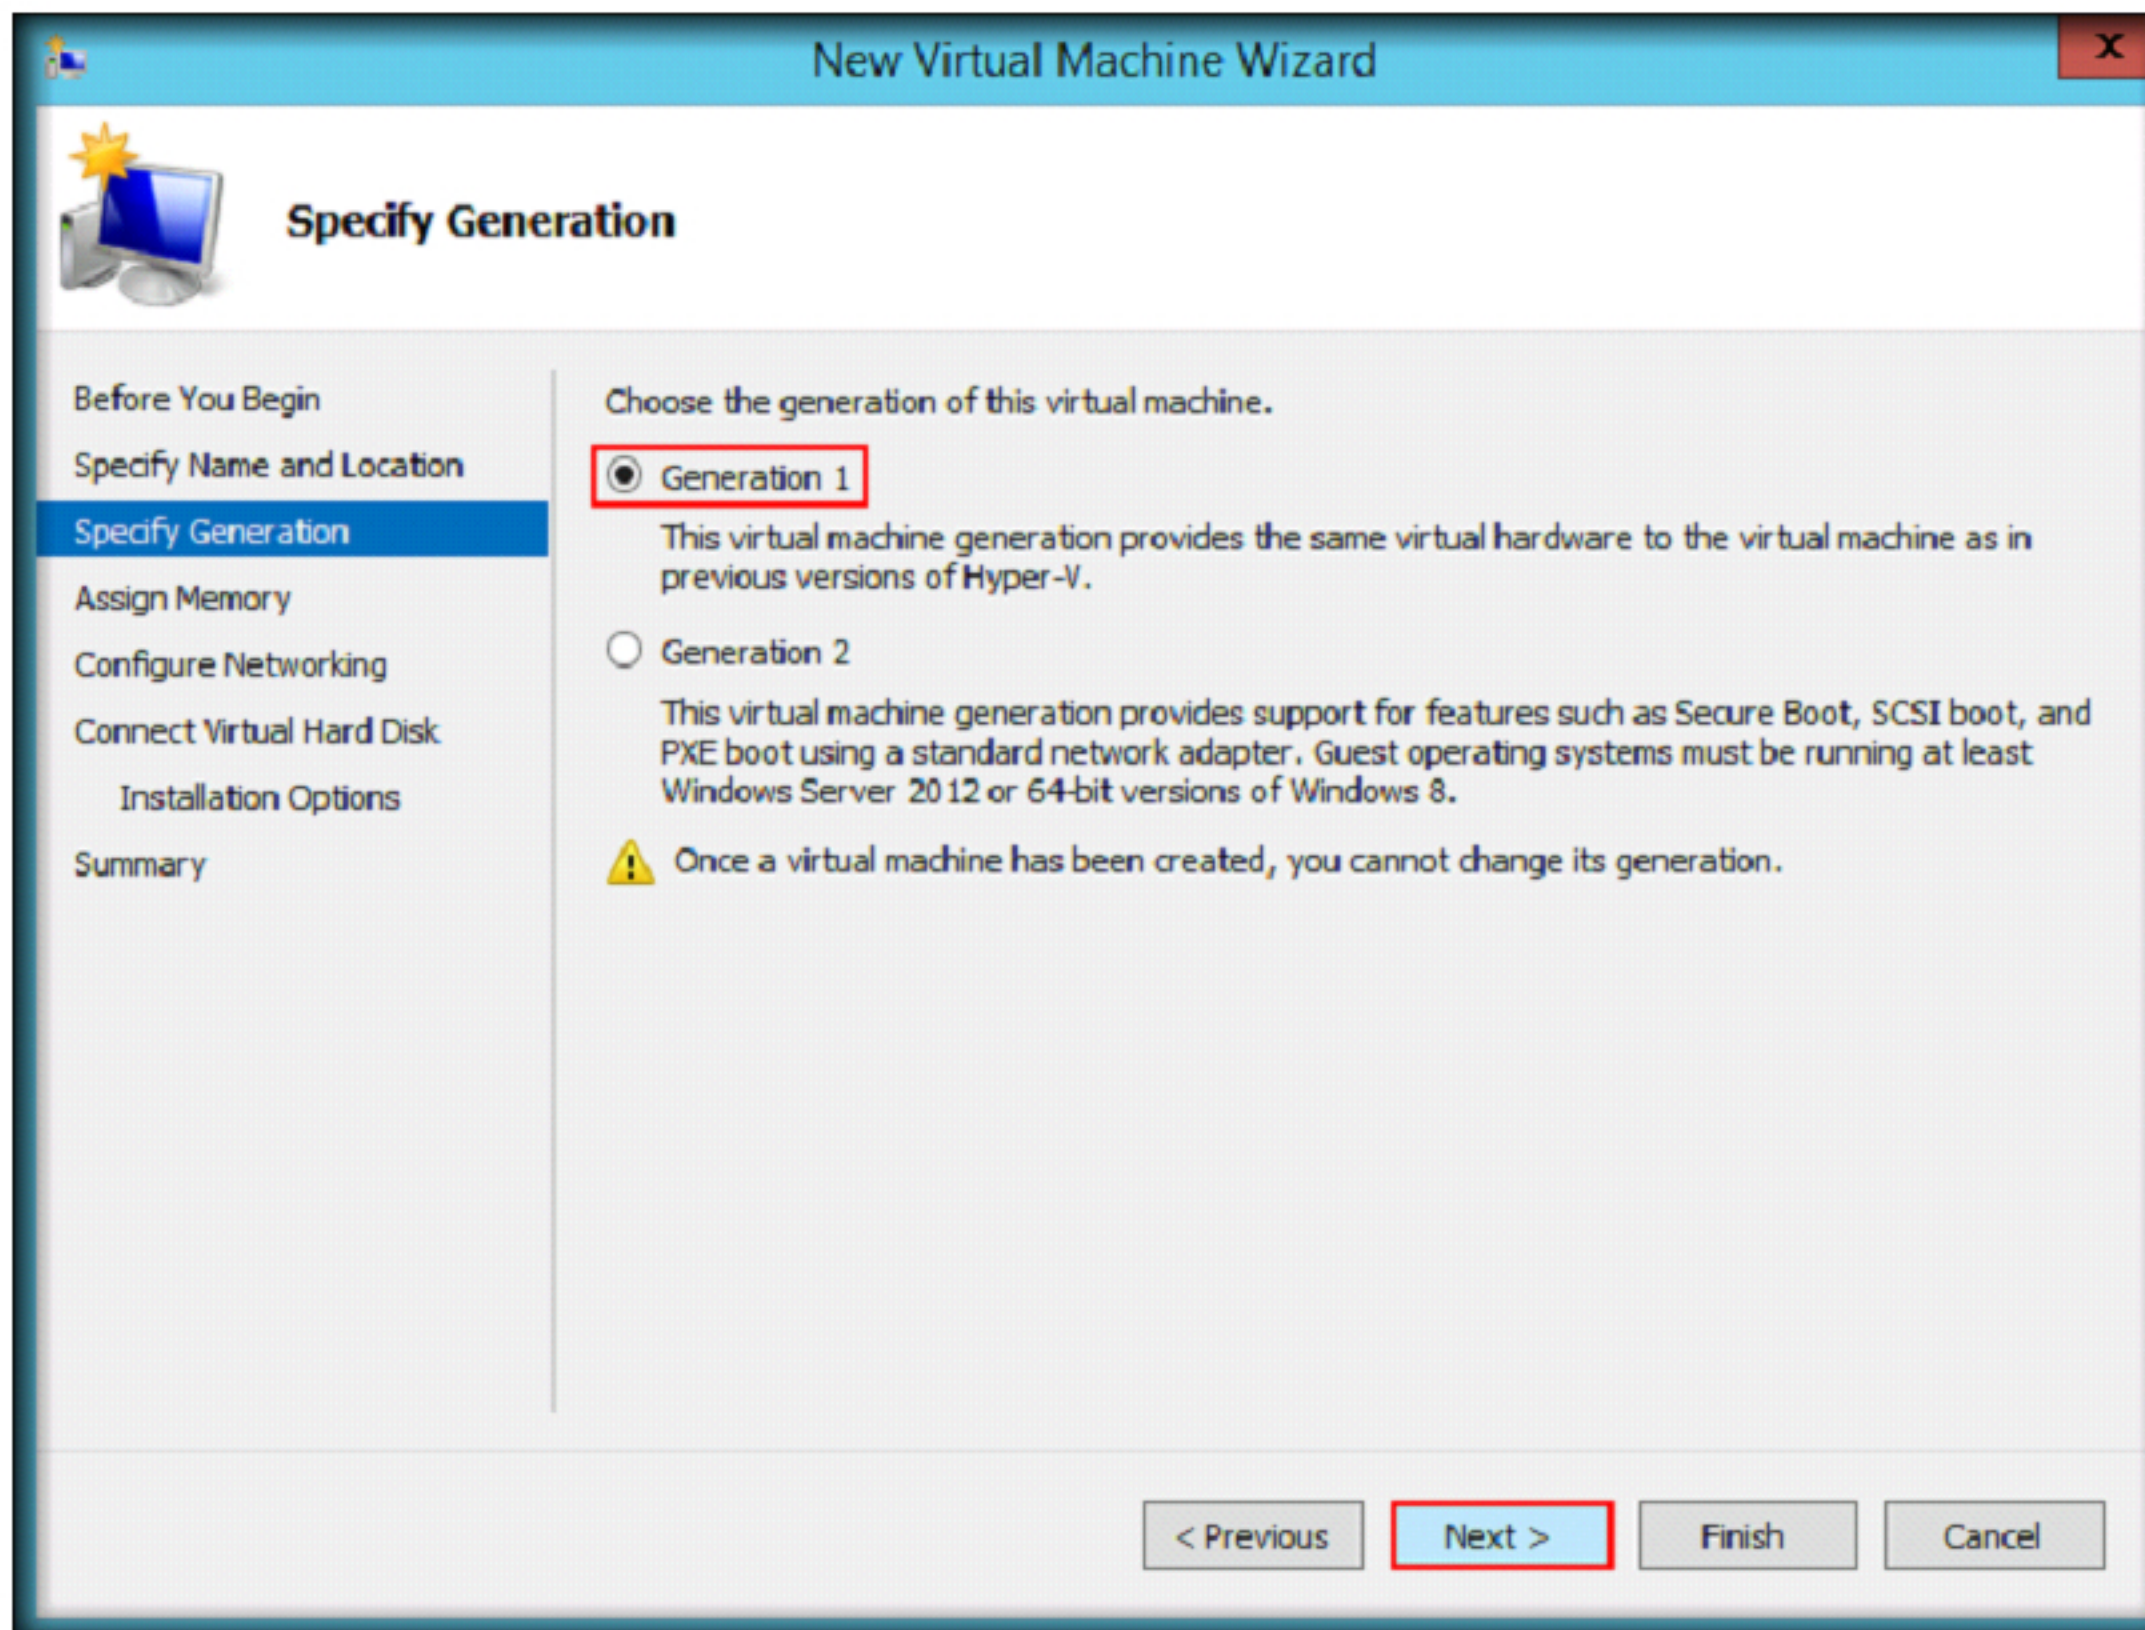 New Virtual Machine Wizard
x
Specify Generation
Before You Begin
Specify Name and Location
Specify Generation
Assign Memory
Configure Networking
Connect Virtual Hard Disk
Installation Options
Summary
Choose the generation of this virtual machine.
Generation 1
This virtual machine generation provides the same virtual hardware to the virtual machine as in
previous versions of Hyper-V.
Generation 2
This virtual machine generation provides support for features such as Secure Boot, SCSI boot, and
PXE boot using a standard network adapter. Guest operating systems must be running at least
Windows Server 2012 or 64-bit versions of Windows 8.
Once a virtual machine has been created, you cannot change its generation.
< Previous
Next >
Finish
Cancel